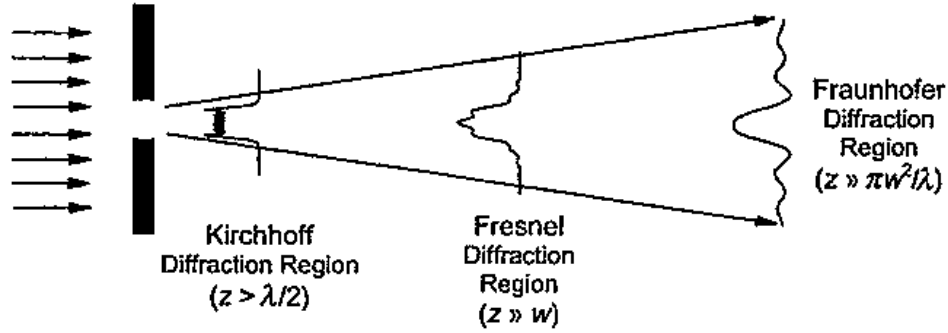 Kirchhoff
Diffraction Region
(z > λ/2)
Fresnel
Diffraction
Region
(z » w)
Fraunhofer
Diffraction
Region
(z » πw²/λ)